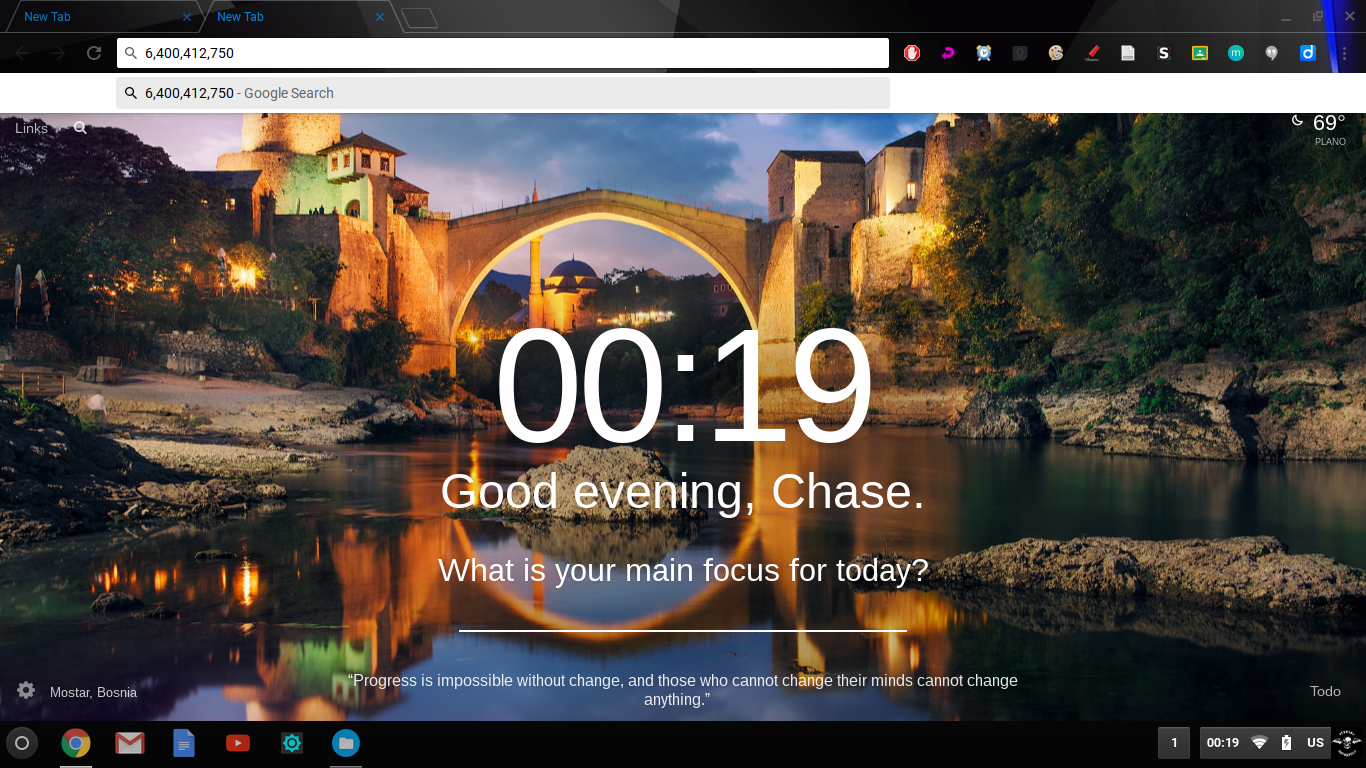 New Tab
New Tab
6,400,412,750
6,400,412,750 - Google Search
Links
69°
PLANO
00:19
Good evening, Chase.
What is your main focus for today?
“Progress is impossible without change, and those who cannot change their minds cannot change
anything.”
Mostar, Bosnia
Todo
1
00:19
US